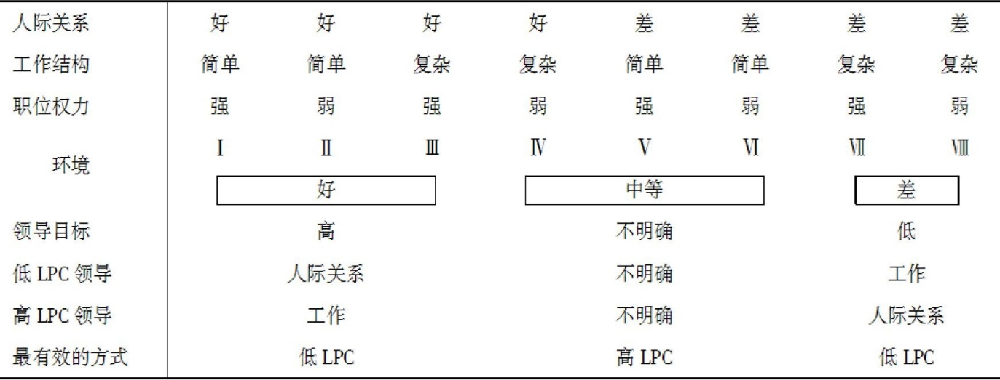 人际关系 好 好 好 好 差 差 差 差
工作结构 简单 简单 复杂 复杂 简单 简单 复杂 复杂
职位权力 强 弱 强 弱 强 弱 强 弱
环境 Ⅰ Ⅱ Ⅲ Ⅳ Ⅴ Ⅵ Ⅶ Ⅷ
好 中等 差
领导目标 高 不明确 低
低 LPC 领导 人际关系 不明确 工作
高 LPC 领导 工作 不明确 人际关系
最有效的方式 低 LPC 高 LPC 低 LPC